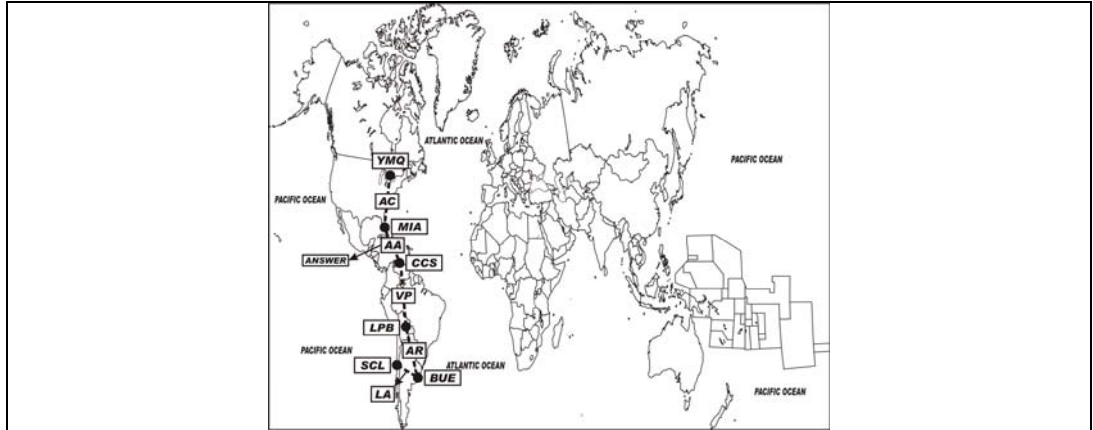 ATLANTIC OCEAN
YMQ
PACIFIC OCEAN
PACIFIC OCEAN
AC
MIA
AA
ANSWER
CCS
VP
LPB
PACIFIC OCEAN
AR
SCL
ATLANTIC OCEAN
BUE
LA
PACIFIC OCEAN